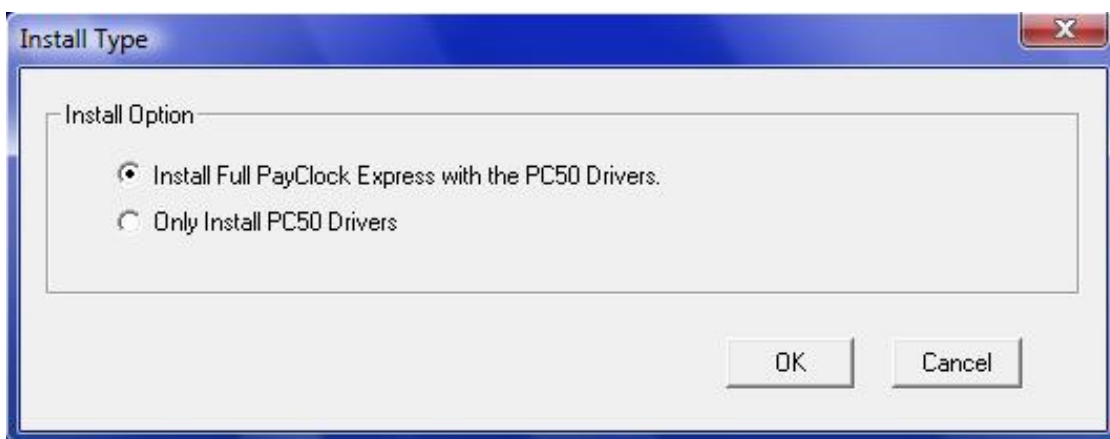 Install Type
Install Option
Install Full PayClock Express with the PC50 Drivers.
Only Install PC50 Drivers
OK
Cancel